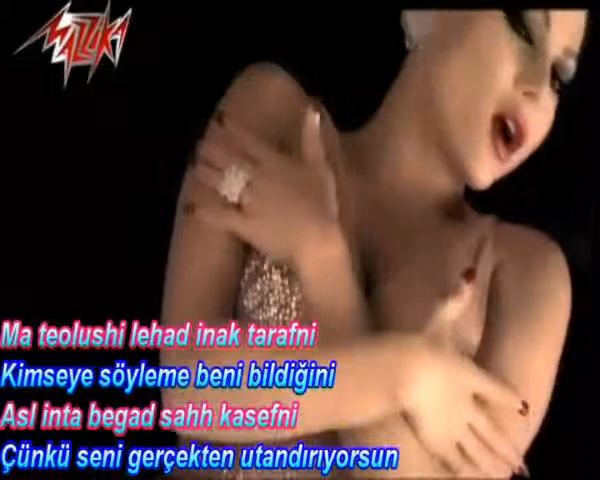 MAZZIKA
Ma teolushi lehad inak tarafni
Kimseye söyleme beni bildiğini
Asl inta begad sahh kasefni
Çünkü seni gerçekten utandırıyorsun